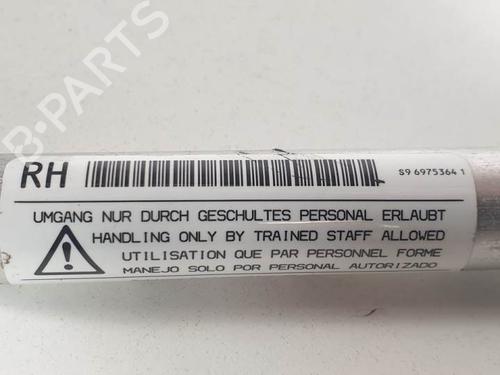 B-PARTS
RH
S9 6975364 1
UMGANG NUR DURCH GESCHULTES PERSONAL ERLAUBT
HANDLING ONLY BY TRAINED STAFF ALLOWED
UTILISATION QUE PAR PERSONNEL FORME
MANEJO SOLO POR PERSONAL AUTORIZADO